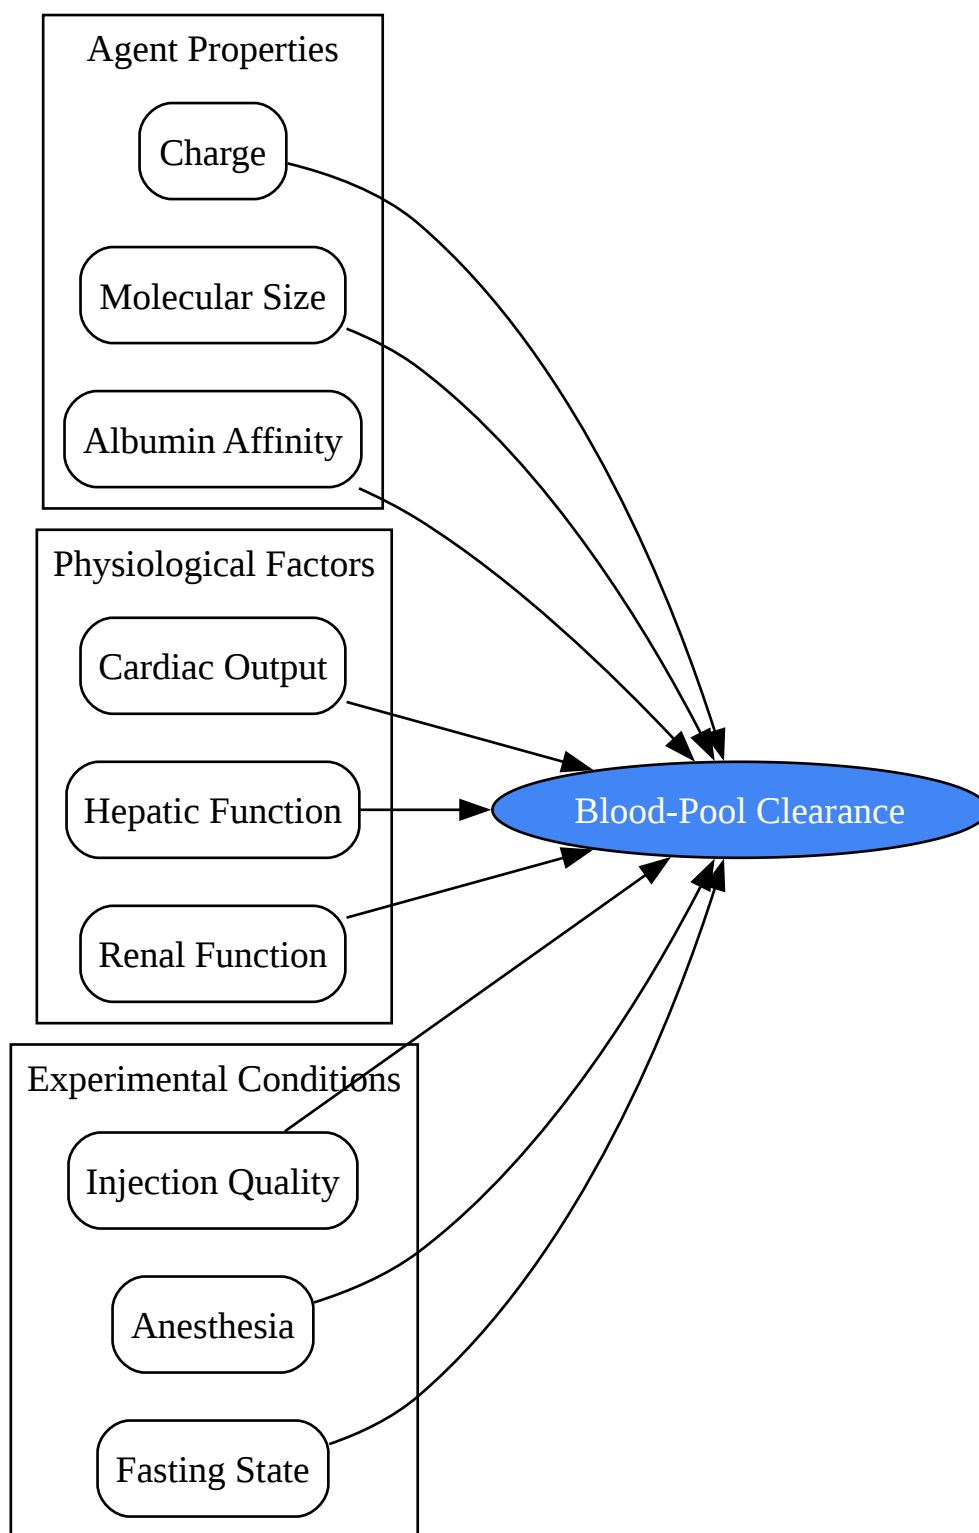 Agent Properties
Charge
Molecular Size
Albumin Affinity
Physiological Factors
Cardiac Output
Hepatic Function
Blood-Pool Clearance
Renal Function
Experimental Conditions
Injection Quality
Anesthesia
Fasting State